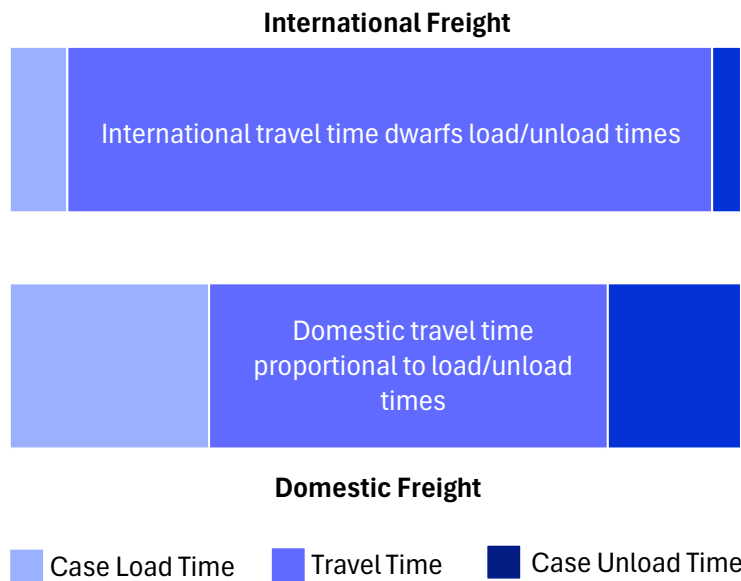 International Freight
International travel time dwarfs load/unload times
Domestic travel time
proportional to load/unload
times
Domestic Freight
Case Load Time
Travel Time
Case Unload Time